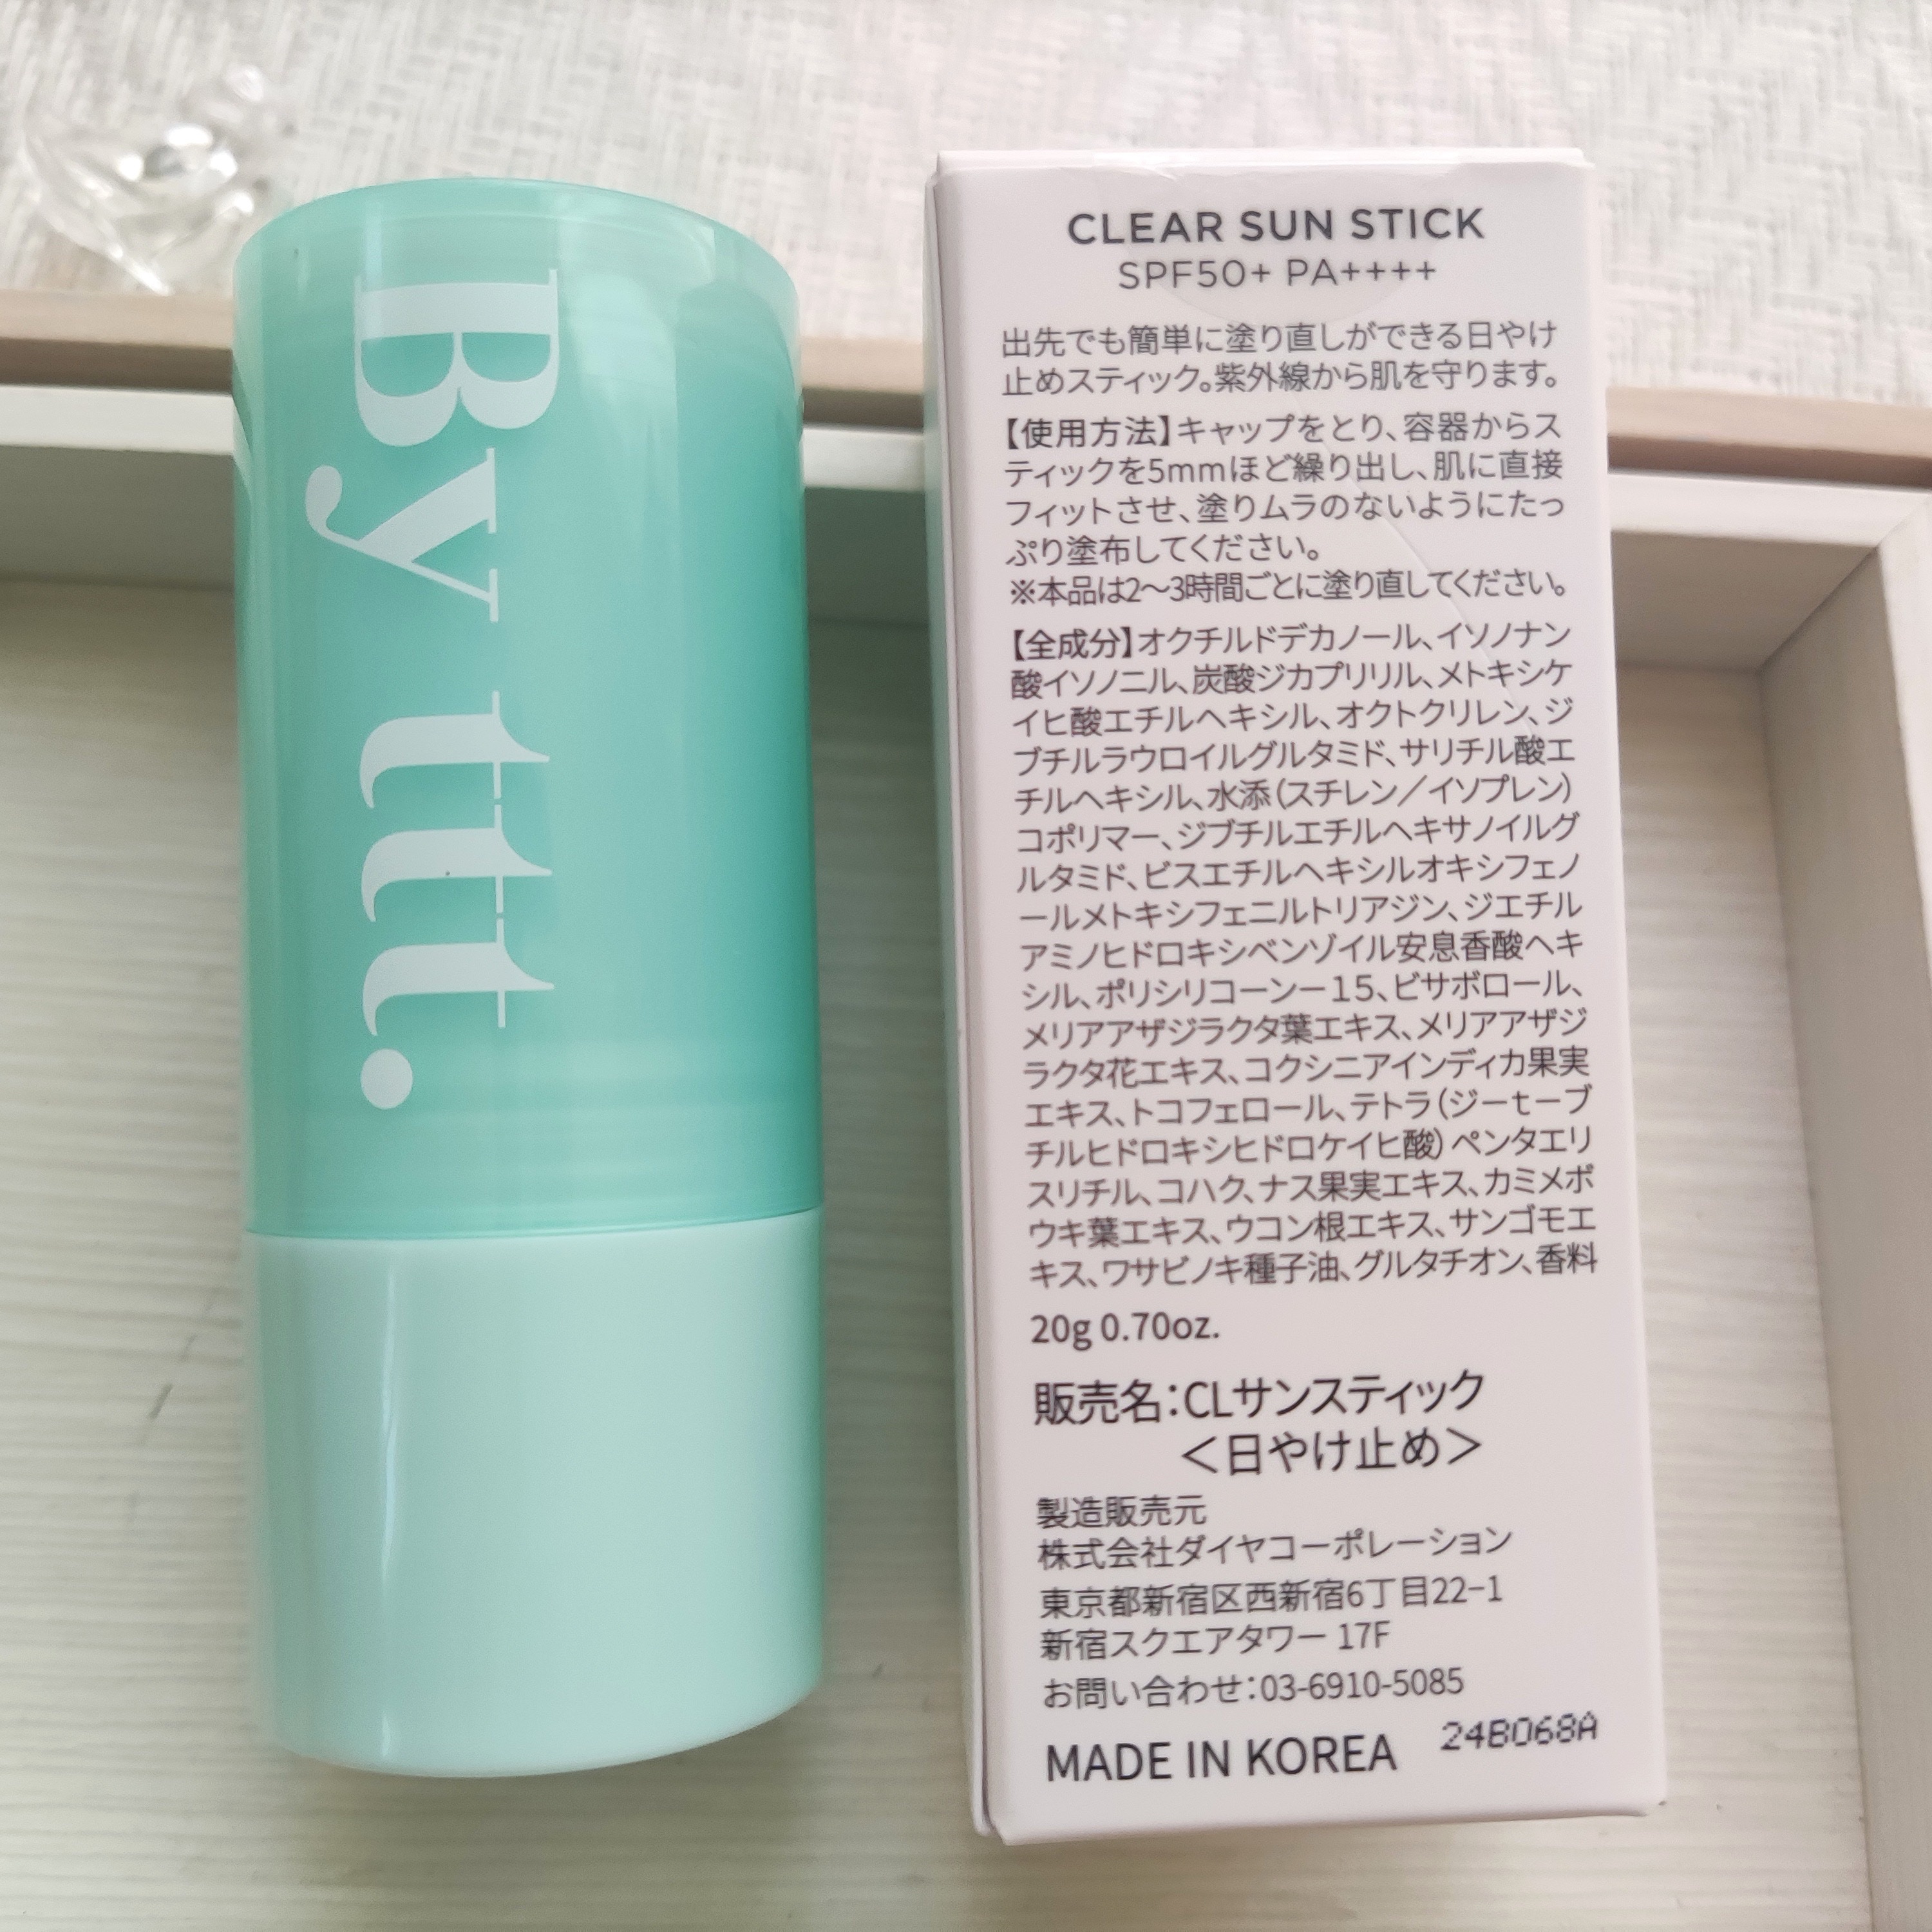 By ttt.
CLEAR SUN STICK
SPF50+ PA++++
出先でも簡単に塗り直しができる日やけ
止めスティック。紫外線から肌を守ります。
【使用方法】キャップをとり、容器からス
ティックを5mmほど繰り出し、肌に直接
フィットさせ、塗りムラのないようにたっ
ぷり塗布してください。
※本品は2〜3時間ごとに塗り直してください。
【全成分】オクチルドデカノール、イソノナン
酸イソノニル、炭酸ジカプリリル、メトキシケ
イヒ酸エチルヘキシル、オクトクリレン、ジ
ブチルラウロイルグルタミド、サリチル酸エ
チルヘキシル、水添(スチレン／イソプレン)
コポリマー、ジブチルエチルヘキサノイルグ
ルタミド、ビスエチルヘキシルオキシフェノ
ールメトキシフェニルトリアジン、ジエチル
アミノヒドロキシベンゾイル安息香酸ヘキ
シル、ポリシリコーンー15、ビサボロール、
メリアアザジラクタ葉エキス、メリアアザジ
ラクタ花エキス、コクシニアインディカ果実
エキス、トコフェロール、テトラ(ジーtーブ
チルヒドロキシヒドロケイヒ酸)ペンタエリ
スリチル、コハク、ナス果実エキス、カミメボ
ウキ葉エキス、ウコン根エキス、サンゴモエ
キス、ワサビノキ種子油、グルタチオン、香料
20g 0.70oz.
販売名：CLサンスティック
＜日やけ止め＞
製造販売元
株式会社ダイヤコーポレーション
東京都新宿区西新宿6丁目22−1
新宿スクエアタワー 17F
お問い合わせ：03-6910-5085
MADE IN KOREA 24B068A